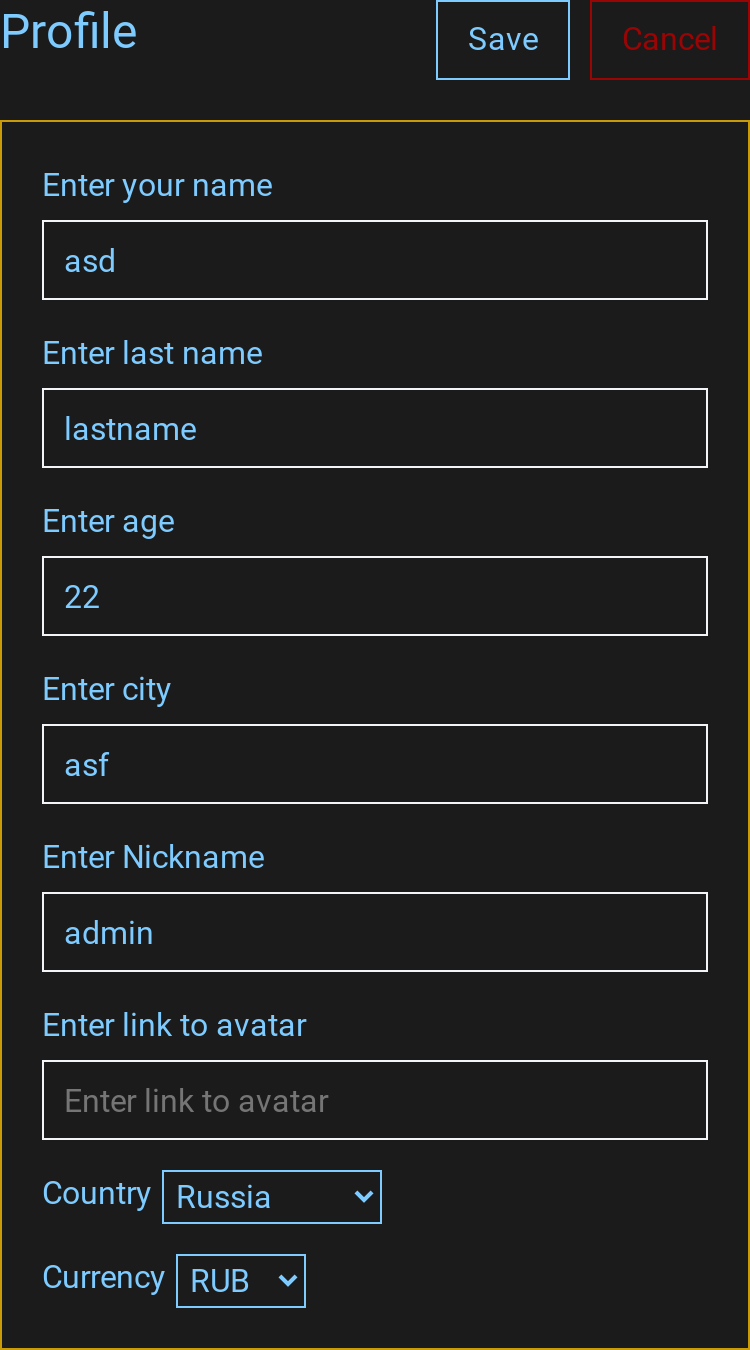 Profile
Save
Cancel
Enter your name
asd
Enter last name
lastname
Enter age
22
Enter city
asf
Enter Nickname
admin
Enter link to avatar
Enter link to avatar
Country Russia
Currency RUB